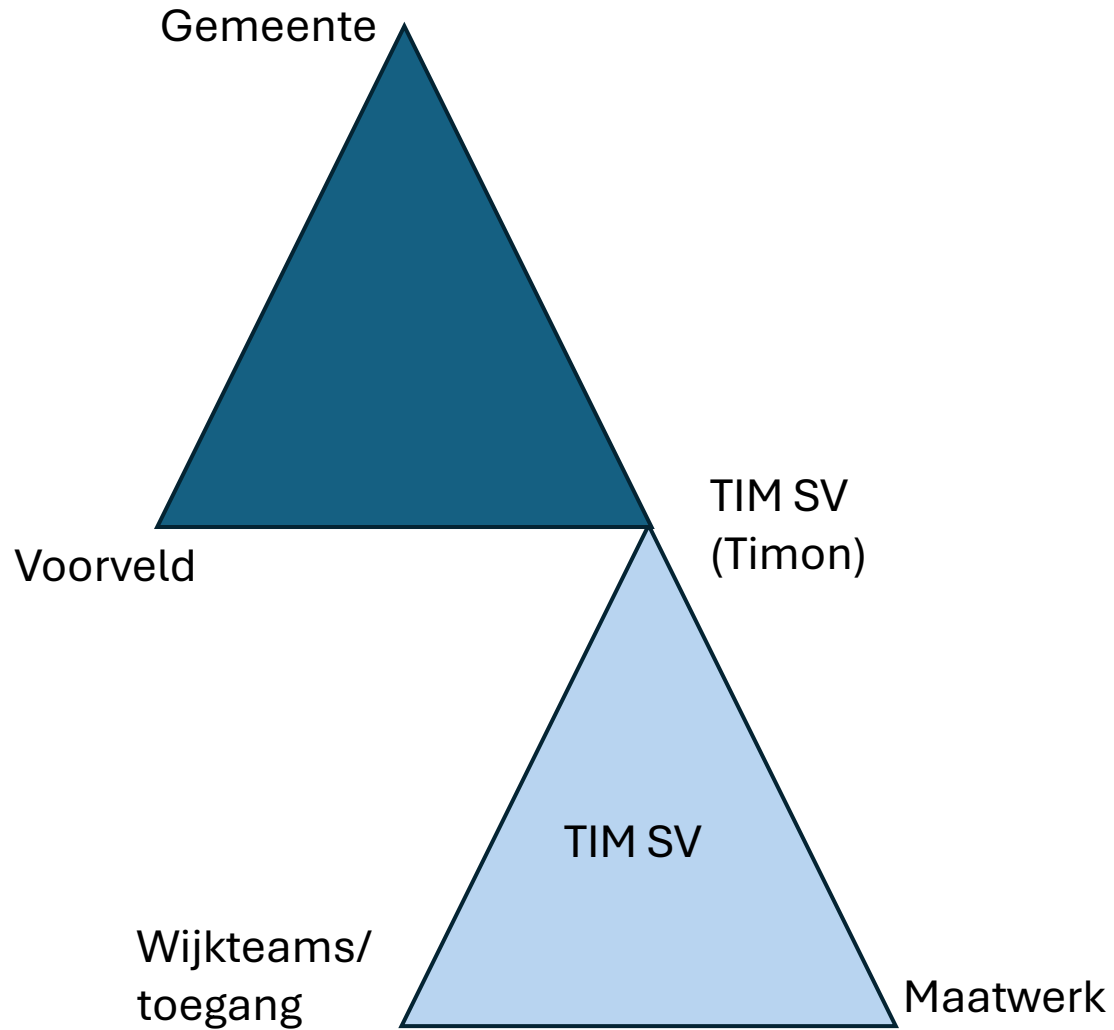 Gemeente
TIM SV
(Timon)
Voorveld
TIM SV
Wijkteams/
toegang
Maatwerk